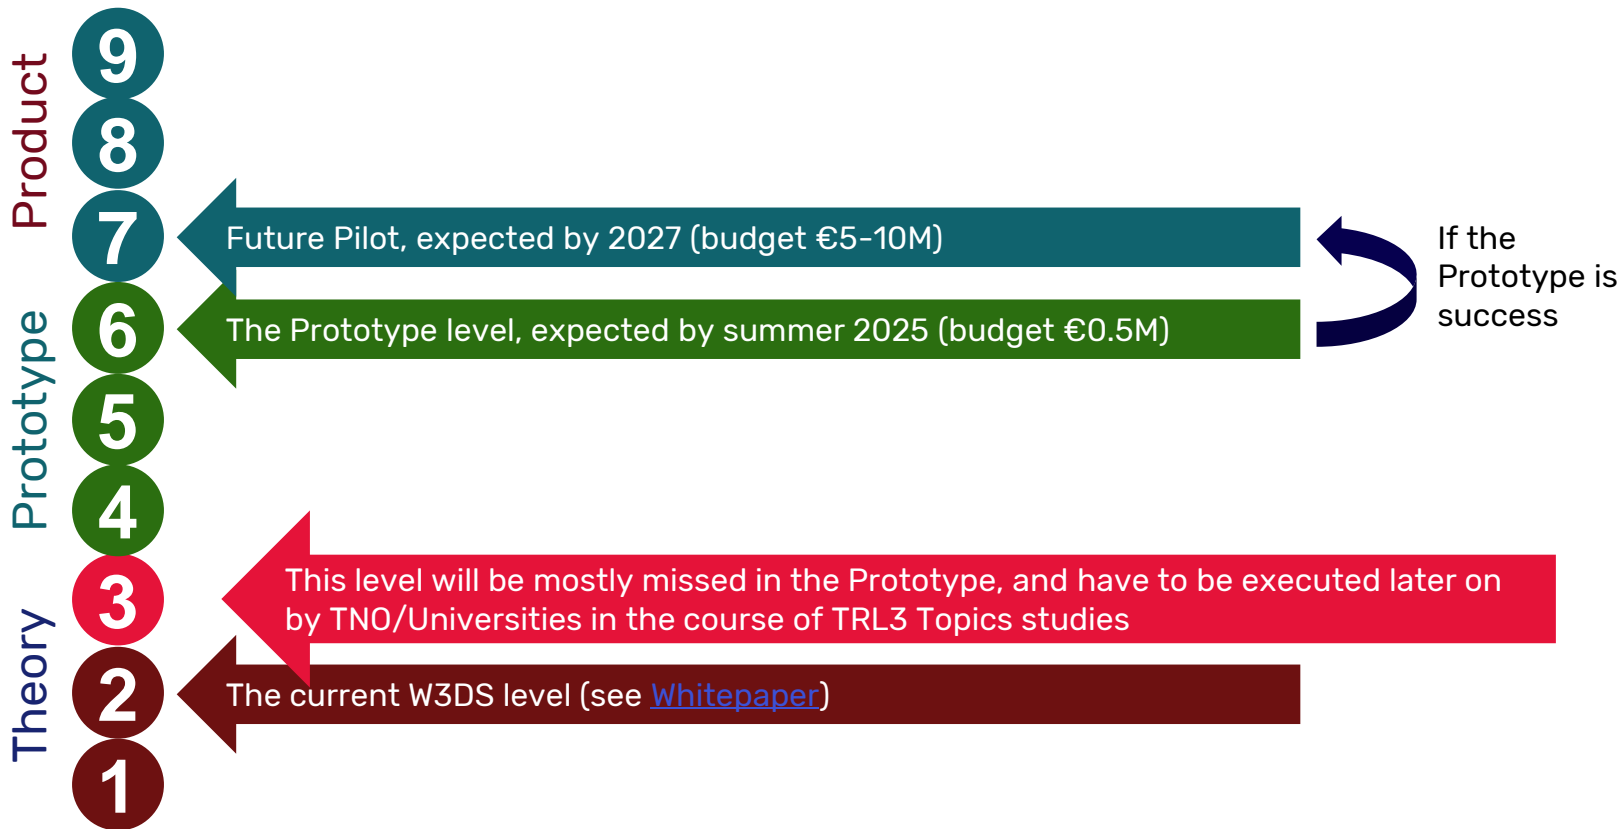 Product
9
8
7
Future Pilot, expected by 2027 (budget €5-10M)
If the
Prototype is
success
Prototype
6
The Prototype level, expected by summer 2025 (budget €0.5M)
5
4
Theory
3
This level will be mostly missed in the Prototype, and have to be executed later on
by TNO/Universities in the course of TRL3 Topics studies
2
The current W3DS level (see Whitepaper)
1